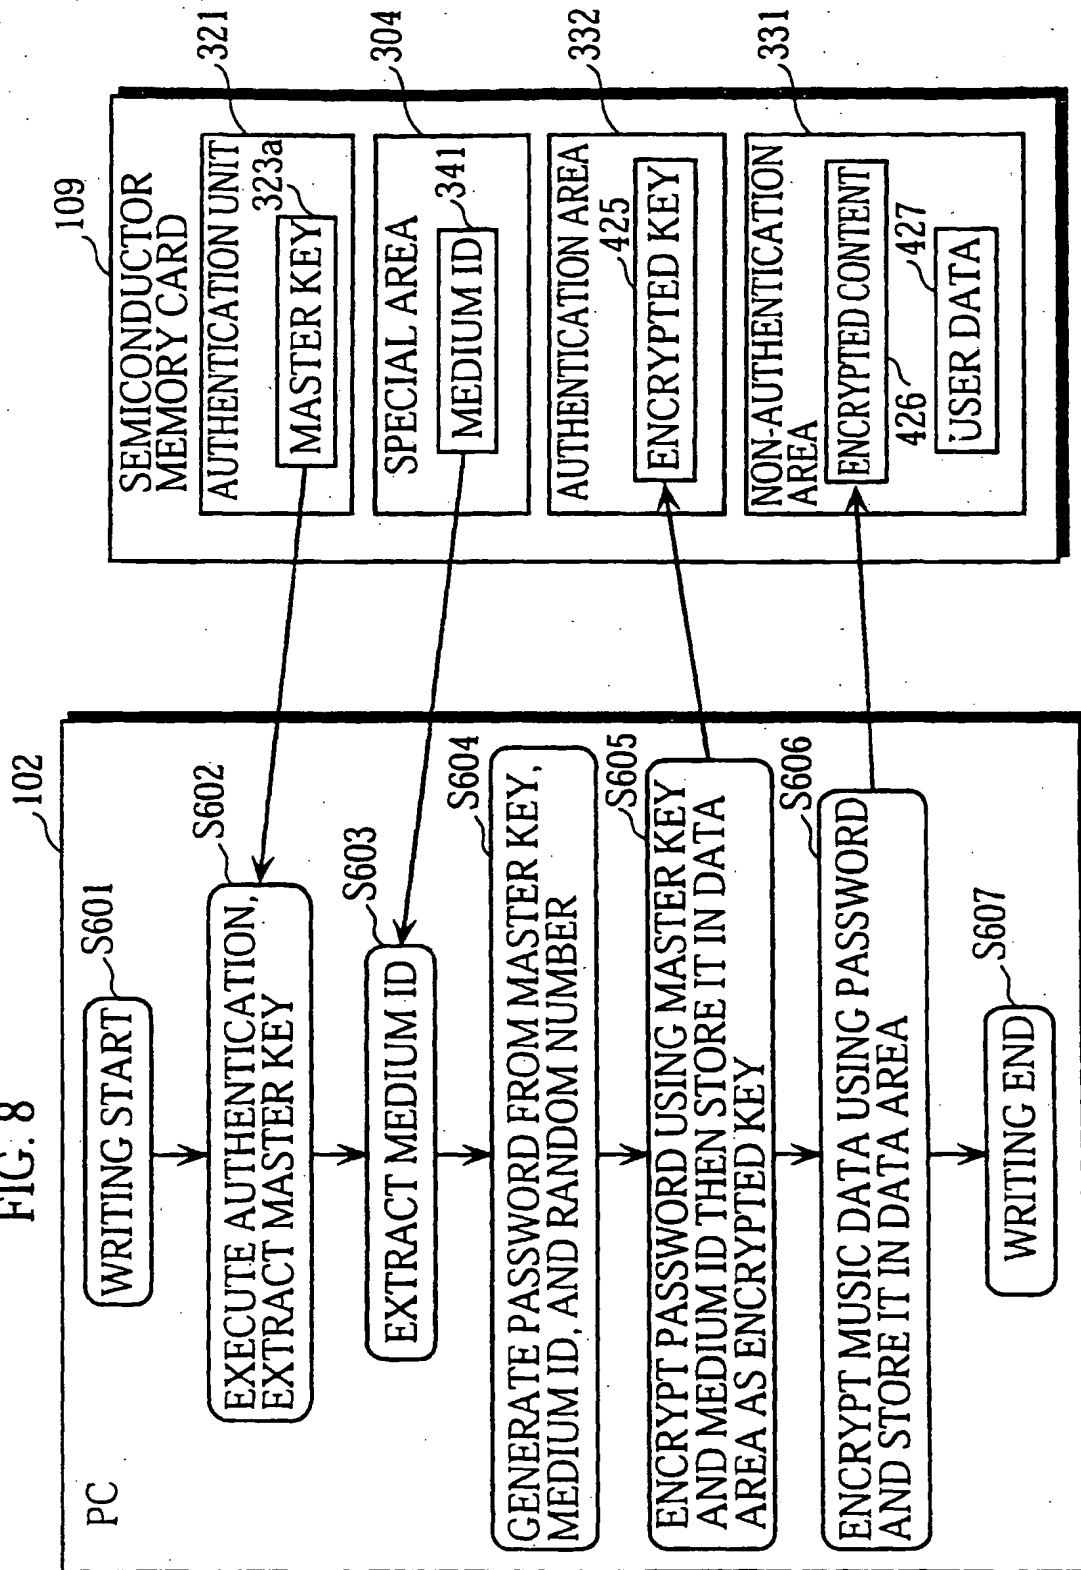 FIG. 8
102
PC
WRITING START
S601
EXECUTE AUTHENTICATION,
EXTRACT MASTER KEY
S602
EXTRACT MEDIUM ID
S603
GENERATE PASSWORD FROM MASTER KEY,
MEDIUM ID, AND RANDOM NUMBER
S604
ENCRYPT PASSWORD USING MASTER KEY
AND MEDIUM ID THEN STORE IT IN DATA
AREA AS ENCRYPTED KEY
S605
ENCRYPT MUSIC DATA USING PASSWORD
AND STORE IT IN DATA AREA
S606
WRITING END
S607
109
SEMICONDUCTOR
MEMORY CARD
AUTHENTICATION UNIT
321
323a
MASTER KEY
SPECIAL AREA
304
341
MEDIUM ID
AUTHENTICATION AREA
332
425
ENCRYPTED KEY
NON-AUTHENTICATION
AREA
331
ENCRYPTED CONTENT
426
427
USER DATA